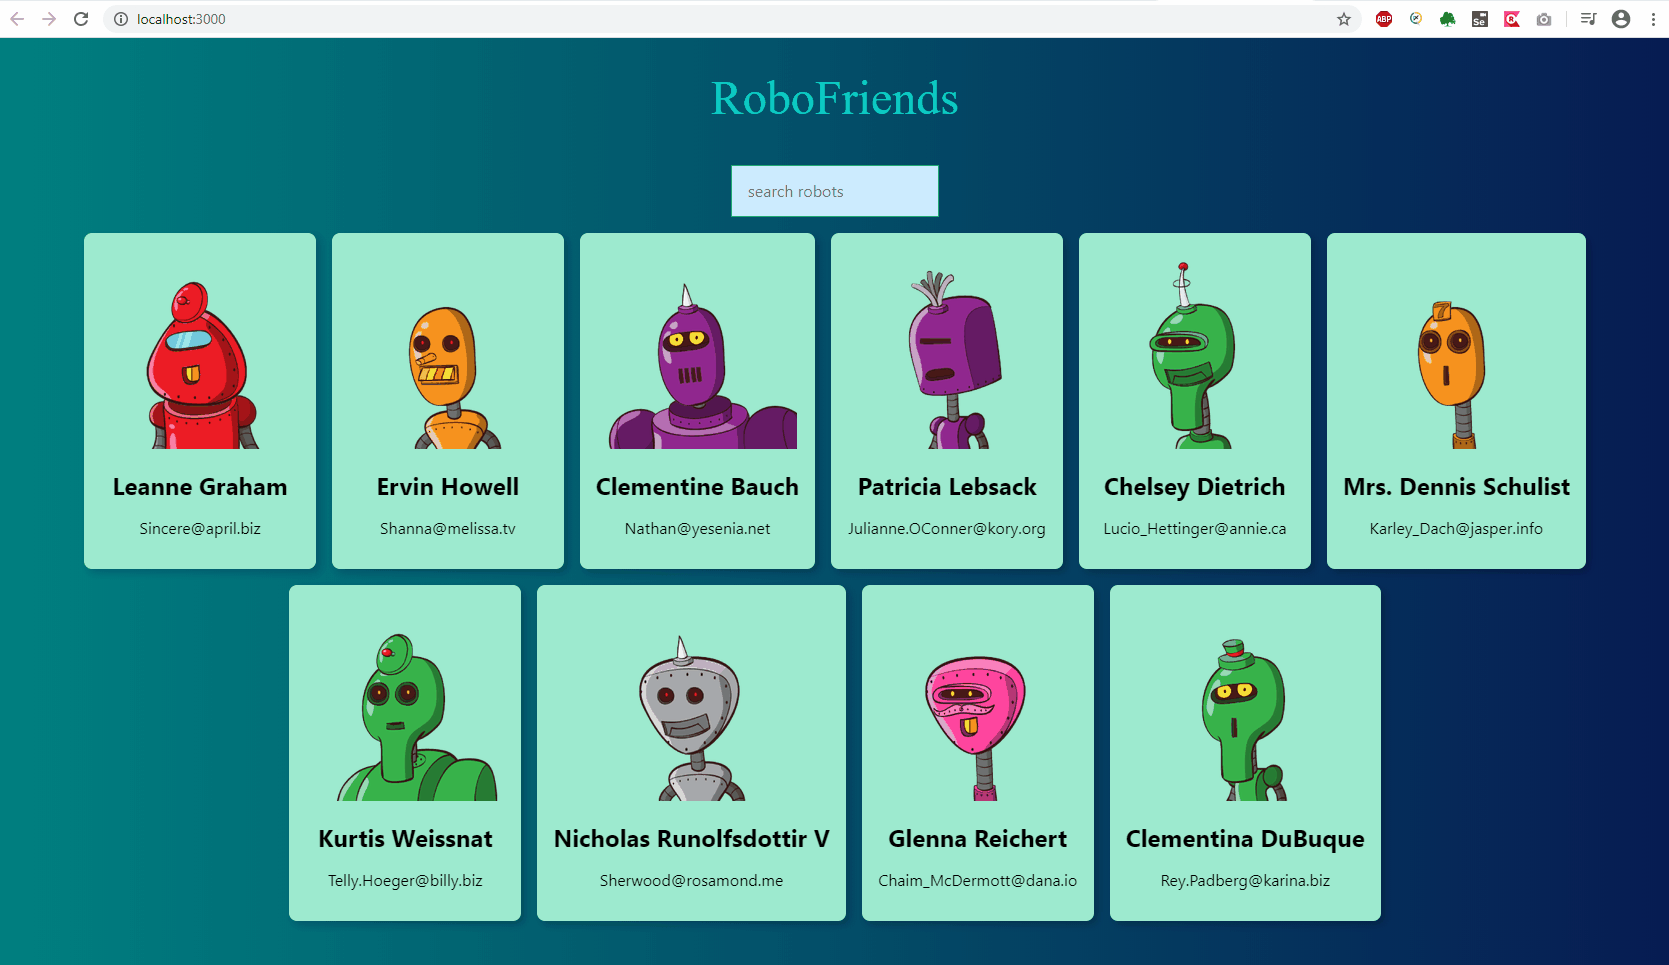 localhost:3000
ABP
Se
RoboFriends
search robots
7
Leanne Graham
Sincere@april.biz
Ervin Howell
Shanna@melissa.tv
Clementine Bauch
Nathan@yesenia.net
Patricia Lebsack
Julianne.OConner@kory.org
Chelsey Dietrich
Lucio_Hettinger@annie.ca
Mrs. Dennis Schulist
Karley_Dach@jasper.info
Kurtis Weissnat
Telly.Hoeger@billy.biz
Nicholas Runolfsdottir V
Sherwood@rosamond.me
Glenna Reichert
Chaim_McDermott@dana.io
Clementina DuBuque
Rey.Padberg@karina.biz